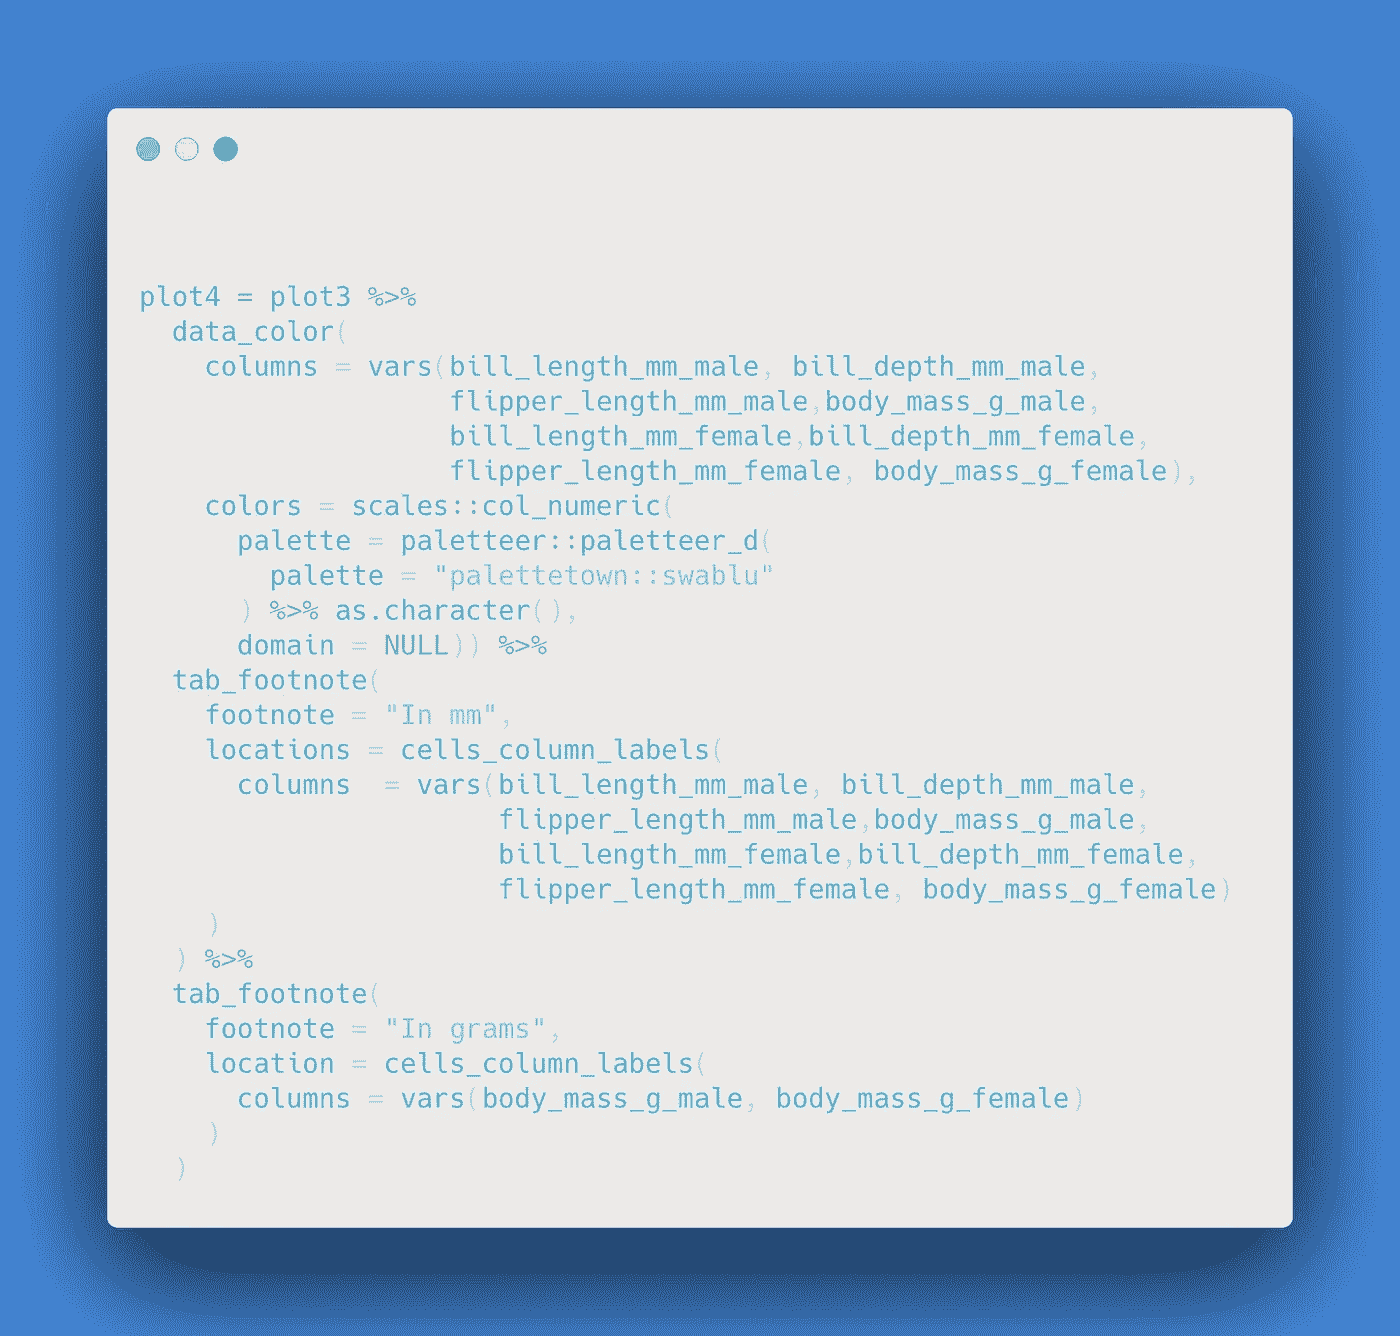 plot4 = plot3 %>%
  data_color(
    columns = vars(bill_length_mm_male, bill_depth_mm_male,
                   flipper_length_mm_male,body_mass_g_male,
                   bill_length_mm_female,bill_depth_mm_female,
                   flipper_length_mm_female, body_mass_g_female),
    colors = scales::col_numeric(
      palette = paletteer::paletteer_d(
        palette = "palettetown::swablu"
      ) %>% as.character(),
      domain = NULL)) %>%
  tab_footnote(
    footnote = "In mm",
    locations = cells_column_labels(
      columns  = vars(bill_length_mm_male, bill_depth_mm_male,
                      flipper_length_mm_male,body_mass_g_male,
                      bill_length_mm_female,bill_depth_mm_female,
                      flipper_length_mm_female, body_mass_g_female)
    )
  ) %>%
  tab_footnote(
    footnote = "In grams",
    location = cells_column_labels(
      columns = vars(body_mass_g_male, body_mass_g_female)
    )
  )